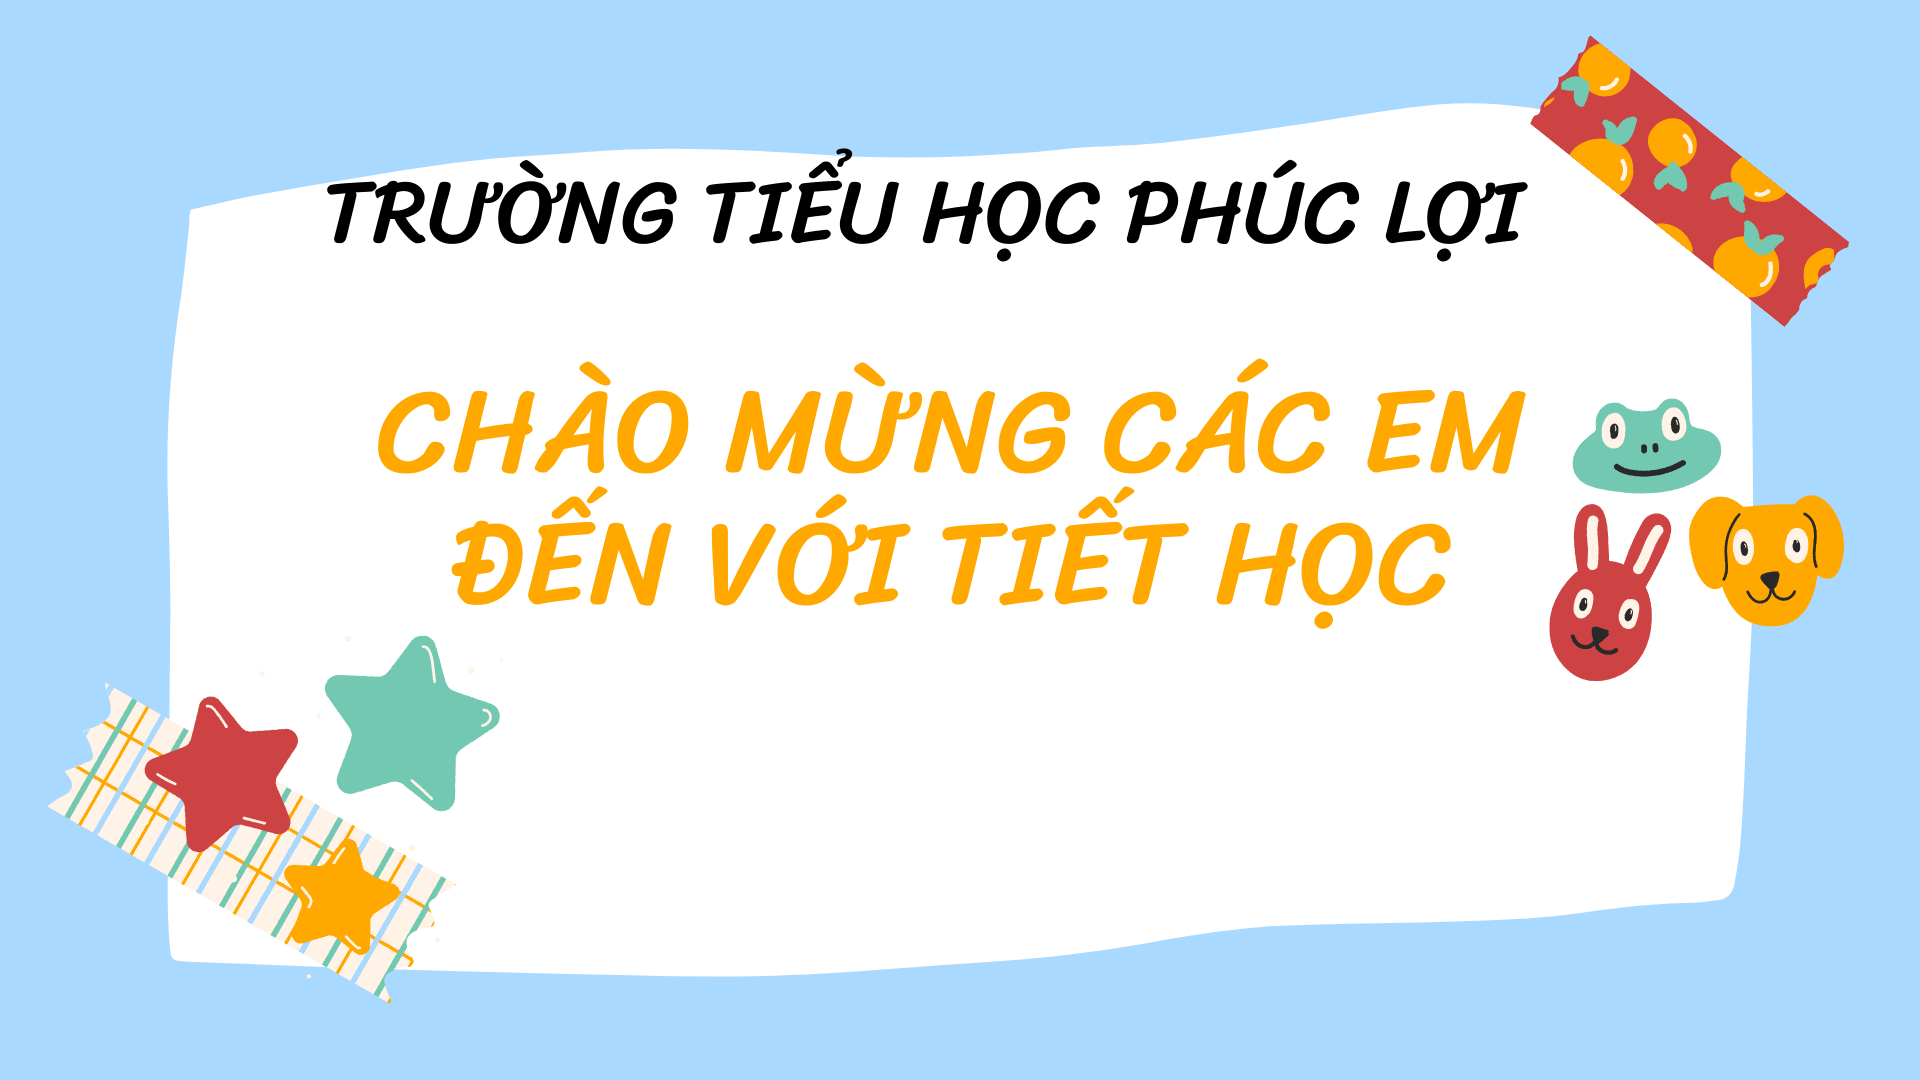 TRƯỜNG TIỂU HỌC PHÚC LỢI
CHÀO MỪNG CÁC EM
ĐẾN VỚI TIẾT HỌC